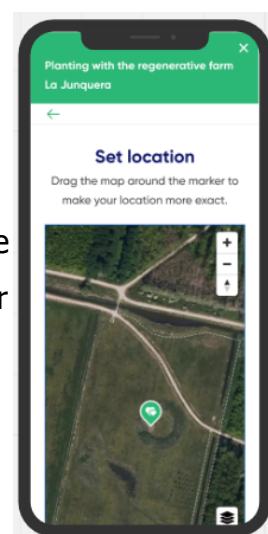 Planting with the regenerative farm
La Junquera
Set location
Drag the map around the marker to
make your location more exact.
e
r